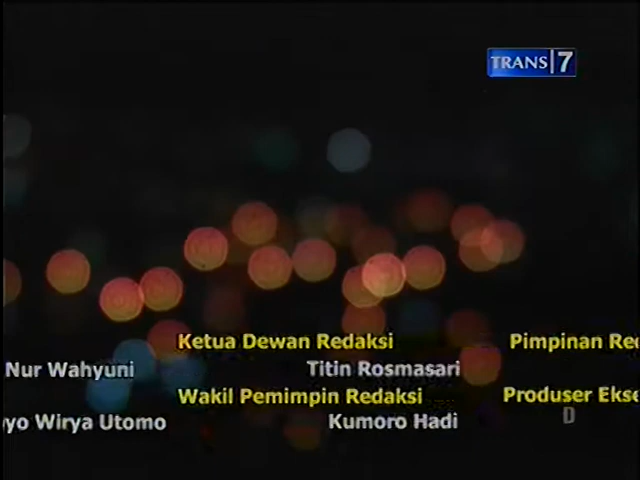 TRANS|7
Ketua Dewan Redaksi
Pimpinan Re
Nur Wahyuni
Titin Rosmasari
Wakil Pemimpin Redaksi
Produser Ekse
yo Wirya Utomo
Kumoro Hadi
D